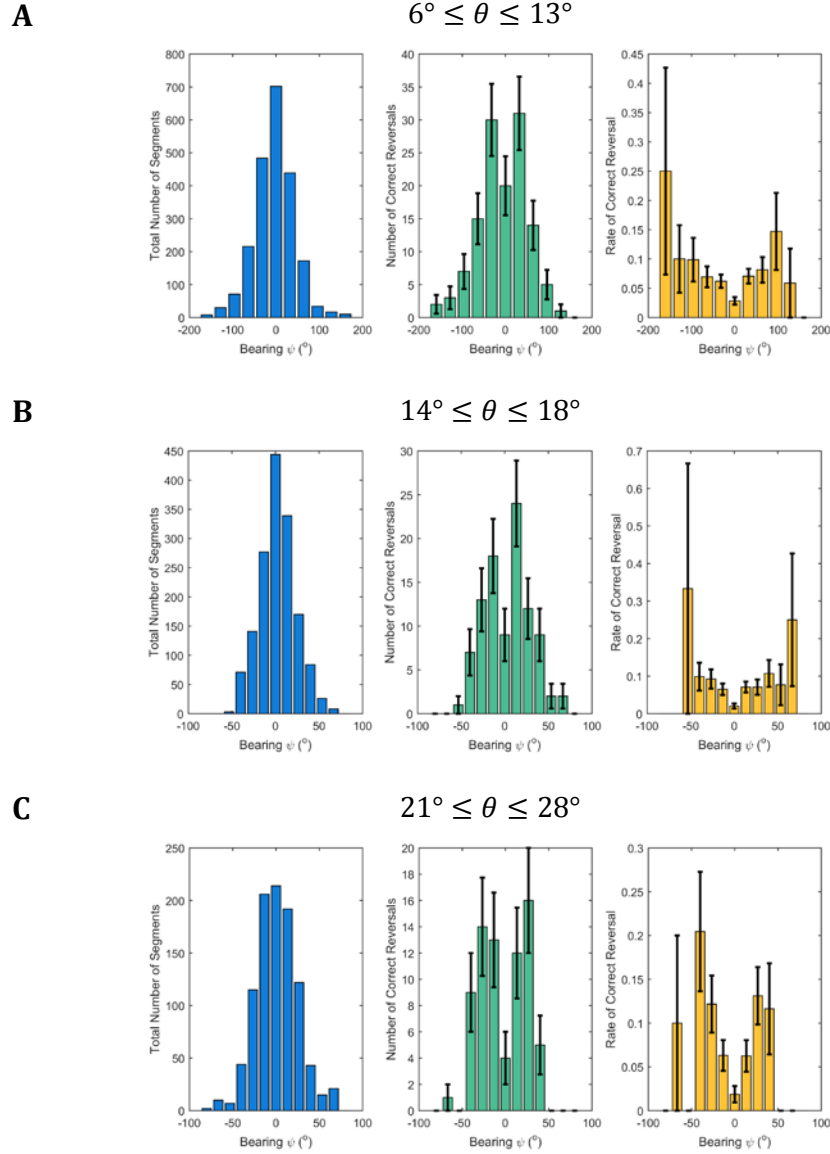 A
6° ≤ θ ≤ 13°
Total Number of Segments
800
700
600
500
400
300
200
100
0
-200 -100 0 100 200
Bearing ψ (°)
Number of Correct Reversals
40
35
30
25
20
15
10
5
0
-200 -100 0 100 200
Bearing ψ (°)
Rate of Correct Reversal
0.45
0.4
0.35
0.3
0.25
0.2
0.15
0.1
0.05
0
-200 -100 0 100 200
Bearing ψ (°)
B
14° ≤ θ ≤ 18°
Total Number of Segments
450
400
350
300
250
200
150
100
50
0
-100 -50 0 50 100
Bearing ψ (°)
Number of Correct Reversals
30
25
20
15
10
5
0
-100 -50 0 50 100
Bearing ψ (°)
Rate of Correct Reversal
0.7
0.6
0.5
0.4
0.3
0.2
0.1
0
-100 -50 0 50 100
Bearing ψ (°)
C
21° ≤ θ ≤ 28°
Total Number of Segments
250
200
150
100
50
0
-100 -50 0 50 100
Bearing ψ (°)
Number of Correct Reversals
20
18
16
14
12
10
8
6
4
2
0
-100 -50 0 50 100
Bearing ψ (°)
Rate of Correct Reversal
0.3
0.25
0.2
0.15
0.1
0.05
0
-100 -50 0 50 100
Bearing ψ (°)